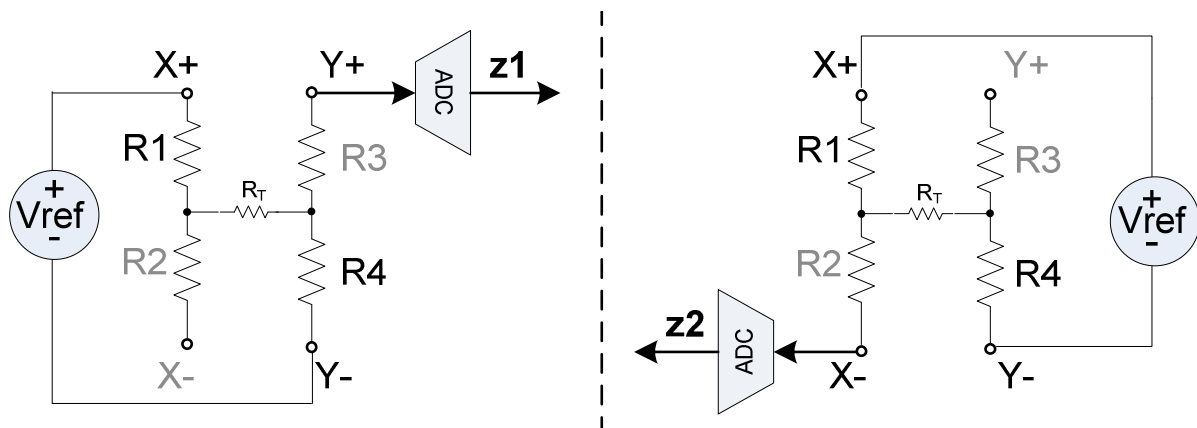 X+
Y+
ADC
z1
R1
R3
RT
+
Vref
-
R2
R4
X-
Y-
X+
Y+
R1
R3
RT
+
Vref
-
R2
R4
z2
ADC
X-
Y-